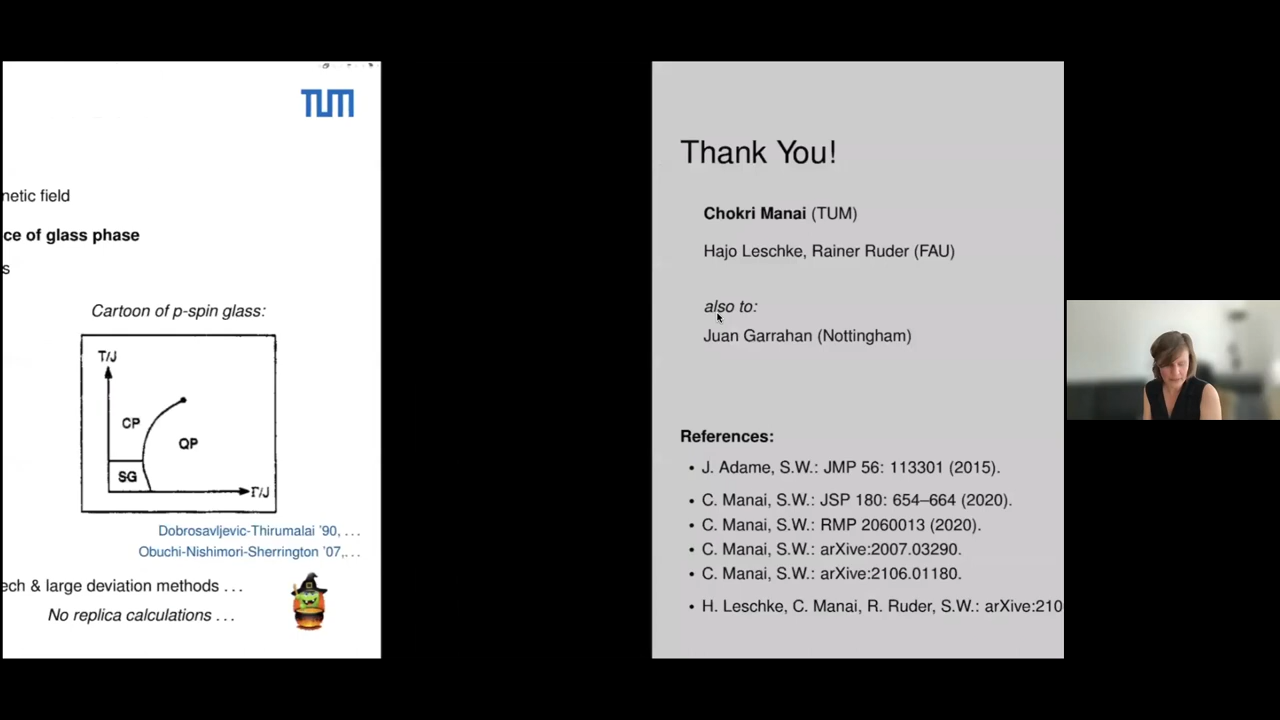 TUM
netic field
ce of glass phase
s
Cartoon of p-spin glass:
T/J
CP
QP
SG
Γ/J
Dobrosavljevic-Thirumalai '90, ...
Obuchi-Nishimori-Sherrington '07,...
ech & large deviation methods ...
No replica calculations ...
Thank You!
Chokri Manai (TUM)
Hajo Leschke, Rainer Ruder (FAU)
also to:
Juan Garrahan (Nottingham)
References:
• J. Adame, S.W.: JMP 56: 113301 (2015).
• C. Manai, S.W.: JSP 180: 654–664 (2020).
• C. Manai, S.W.: RMP 2060013 (2020).
• C. Manai, S.W.: arXive:2007.03290.
• C. Manai, S.W.: arXive:2106.01180.
• H. Leschke, C. Manai, R. Ruder, S.W.: arXive:210